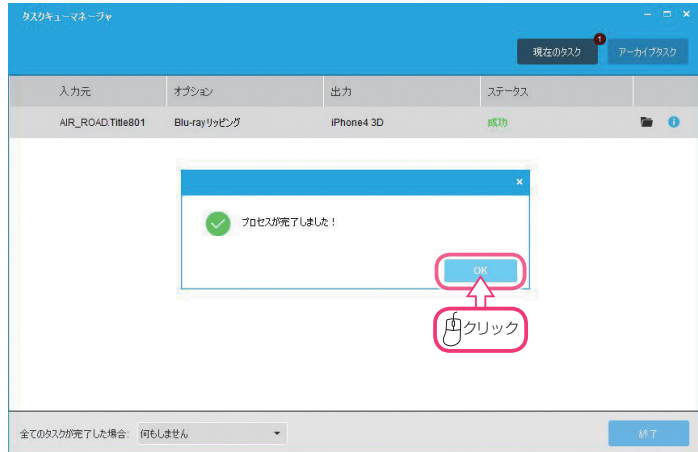 タスクキューマネージャ
現在のタスク 1 アーカイブタスク
入力元 オプション 出力 ステータス
AIR_ROAD.Title801 Blu-rayリッピング iPhone4 3D 成功
プロセスが完了しました！
OK
クリック
全てのタスクが完了した場合: 何もしません
終了